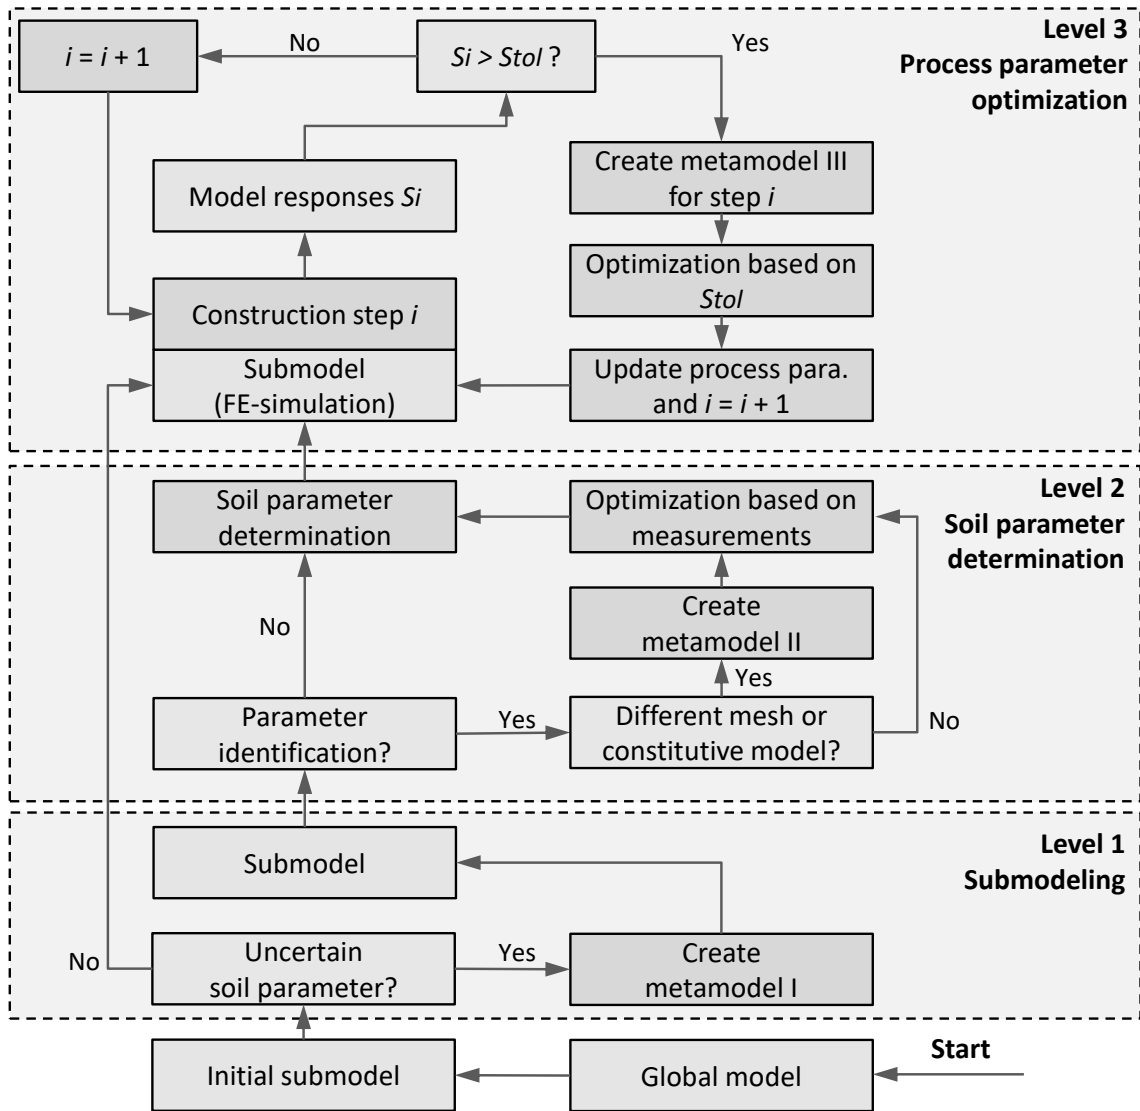 Level 3
Process parameter
optimization
i = i + 1
No
Si > Stol ?
Yes
Model responses Si
Create metamodel III
for step i
Optimization based on
Stol
Construction step i
Submodel
(FE-simulation)
Update process para.
and i = i + 1
Level 2
Soil parameter
determination
Soil parameter
determination
Optimization based on
measurements
No
Create
metamodel II
Yes
Parameter
identification?
Yes
Different mesh or
constitutive model?
No
Level 1
Submodeling
Submodel
No
Uncertain
soil parameter?
Yes
Create
metamodel I
Initial submodel
Global model
Start